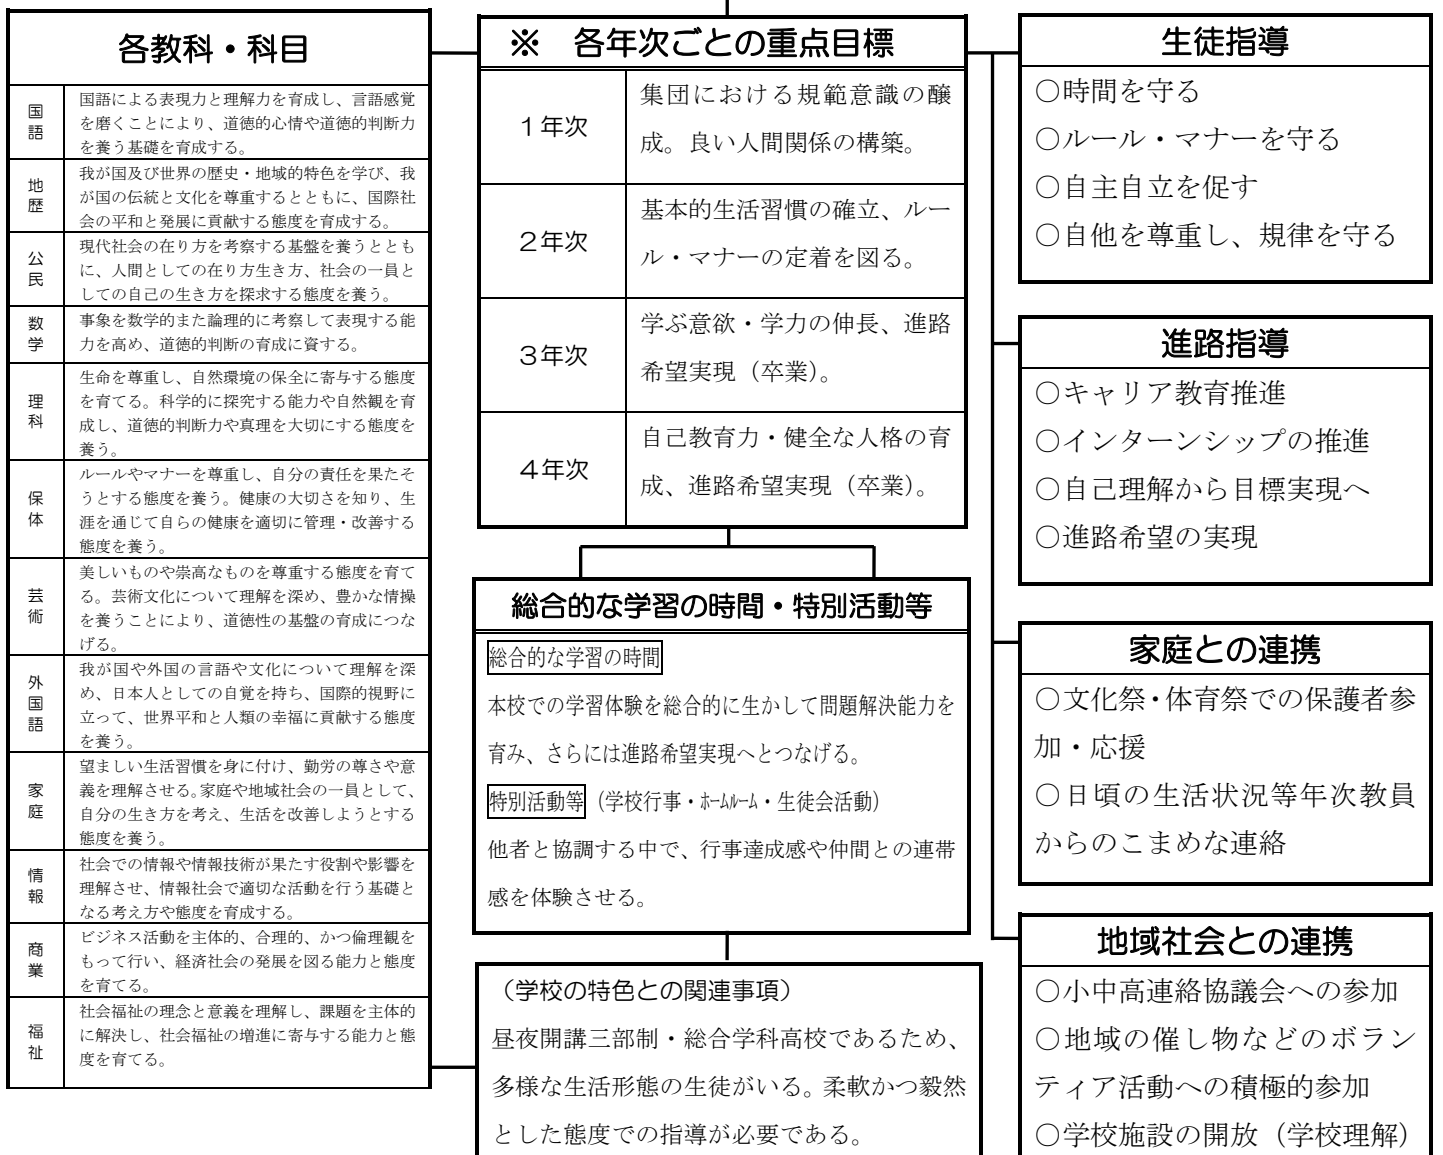 各教科・科目
国語
国語による表現力と理解力を育成し、言語感覚
を磨くことにより、道徳的心情や道徳的判断力
を養う基礎を育成する。
地歴
我が国及び世界の歴史・地域的特色を学び、我
が国の伝統と文化を尊重するとともに、国際社
会の平和と発展に貢献する態度を育成する。
公民
現代社会の在り方を考察する基盤を養うととも
に、人間としての在り方生き方、社会の一員と
しての自己の生き方を探求する態度を養う。
数学
事象を数学的また論理的に考察して表現する能
力を高め、道徳的判断の育成に資する。
理科
生命を尊重し、自然環境の保全に寄与する態度
を育てる。科学的に探究する能力や自然観を育
成し、道徳的判断力や真理を大切にする態度を
養う。
保体
ルールやマナーを尊重し、自分の責任を果たそ
うとする態度を養う。健康の大切さを知り、生
涯を通じて自らの健康を適切に管理・改善する
態度を養う。
芸術
美しいものや崇高なものを尊重する態度を育て
る。芸術文化について理解を深め、豊かな情操
を養うことにより、道徳性の基盤の育成につな
げる。
外国語
我が国や外国の言語や文化について理解を深
め、日本人としての自覚を持ち、国際的視野に
立って、世界平和と人類の幸福に貢献する態度
を養う。
家庭
望ましい生活習慣を身に付け、勤労の尊さや意
義を理解させる。家庭や地域社会の一員として、
自分の生き方を考え、生活を改善しようとする
態度を養う。
情報
社会での情報や情報技術が果たす役割や影響を
理解させ、情報社会で適切な活動を行う基礎と
なる考え方や態度を育成する。
商業
ビジネス活動を主体的、合理的、かつ倫理観を
もって行い、経済社会の発展を図る能力と態度
を育てる。
福祉
社会福祉の理念と意義を理解し、課題を主体的
に解決し、社会福祉の増進に寄与する能力と態
度を育てる。
※　各年次ごとの重点目標
1年次
集団における規範意識の醸
成。良い人間関係の構築。
2年次
基本的生活習慣の確立、ルー
ル・マナーの定着を図る。
3年次
学ぶ意欲・学力の伸長、進路
希望実現（卒業）。
4年次
自己教育力・健全な人格の育
成、進路希望実現（卒業）。
総合的な学習の時間・特別活動等
総合的な学習の時間
本校での学習体験を総合的に生かして問題解決能力を
育み、さらには進路希望実現へとつなげる。
特別活動等（学校行事・ﾎｰﾑﾙｰﾑ・生徒会活動）
他者と協調する中で、行事達成感や仲間との連帯
感を体験させる。
（学校の特色との関連事項）
昼夜開講三部制・総合学科高校であるため、
多様な生活形態の生徒がいる。柔軟かつ毅然
とした態度での指導が必要である。
生徒指導
○時間を守る
○ルール・マナーを守る
○自主自立を促す
○自他を尊重し、規律を守る
進路指導
○キャリア教育推進
○インターンシップの推進
○自己理解から目標実現へ
○進路希望の実現
家庭との連携
○文化祭・体育祭での保護者参
加・応援
○日頃の生活状況等年次教員
からのこまめな連絡
地域社会との連携
○小中高連絡協議会への参加
○地域の催し物などのボラン
ティア活動への積極的参加
○学校施設の開放（学校理解）